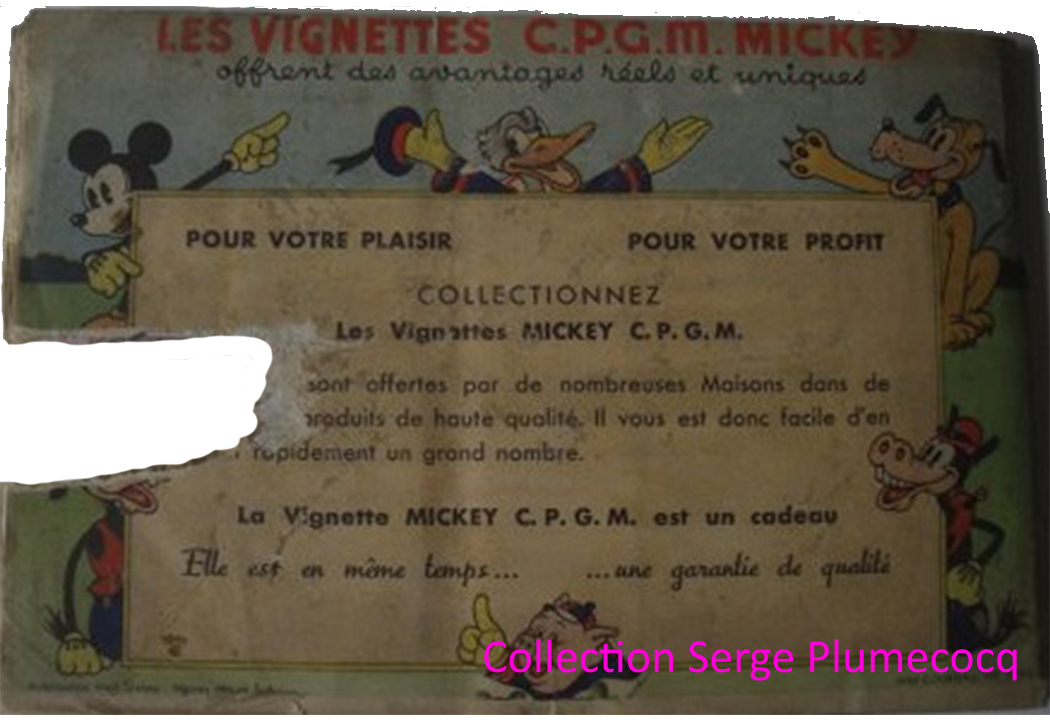 LES VIGNETTES C.P.G.M. MICKEY
offrent des avantages réels et uniques
POUR VOTRE PLAISIR POUR VOTRE PROFIT
COLLECTIONNEZ
Les Vignettes MICKEY C. P. G. M.
sont offertes par de nombreuses Maisons dans de
produits de haute qualité. Il vous est donc facile d'en
rapidement un grand nombre.
La Vignette MICKEY C. P. G. M. est un cadeau
Elle est en même temps... ...une garantie de qualité
Collection Serge Plumecocq